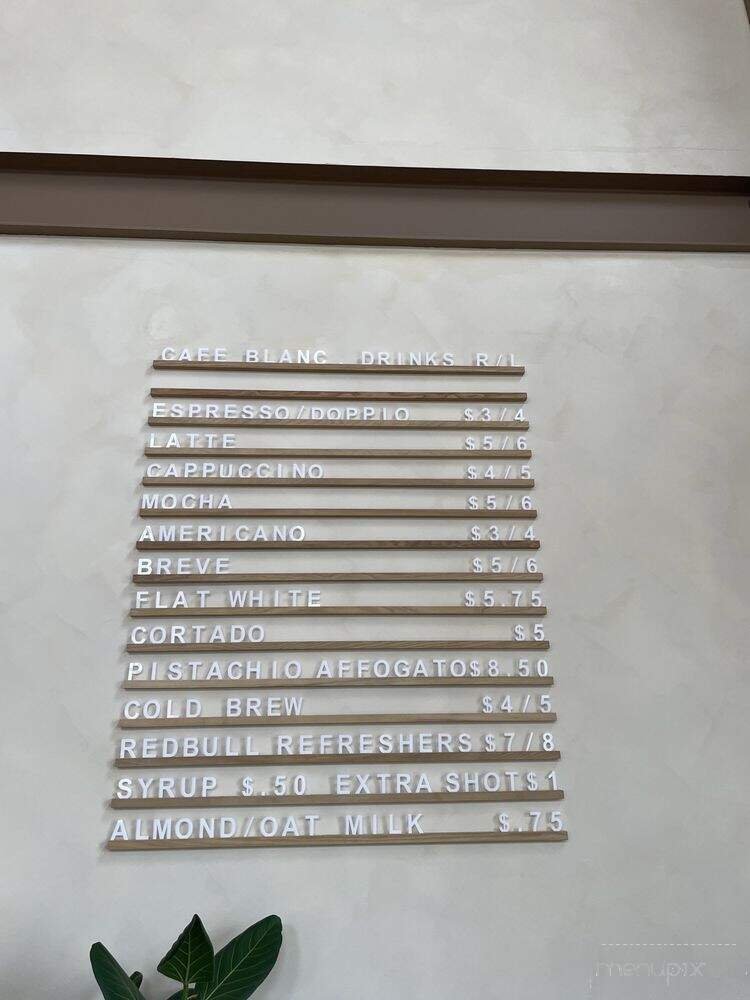 CAFE BLANC. DRINKS R/L
ESPRESSO/DOPPIO $3/4
LATTE $5/6
CAPPUCCINO $4/5
MOCHA $5/6
AMERICANO $3/4
BREVE $5/6
FLAT WHITE $5.75
CORTADO $5
PISTACHIO AFFOGATO$8.50
COLD BREW $4/5
REDBULL REFRESHERS $7/8
SYRUP $.50 EXTRA SHOT$1
ALMOND/OAT MILK $.75
menupix